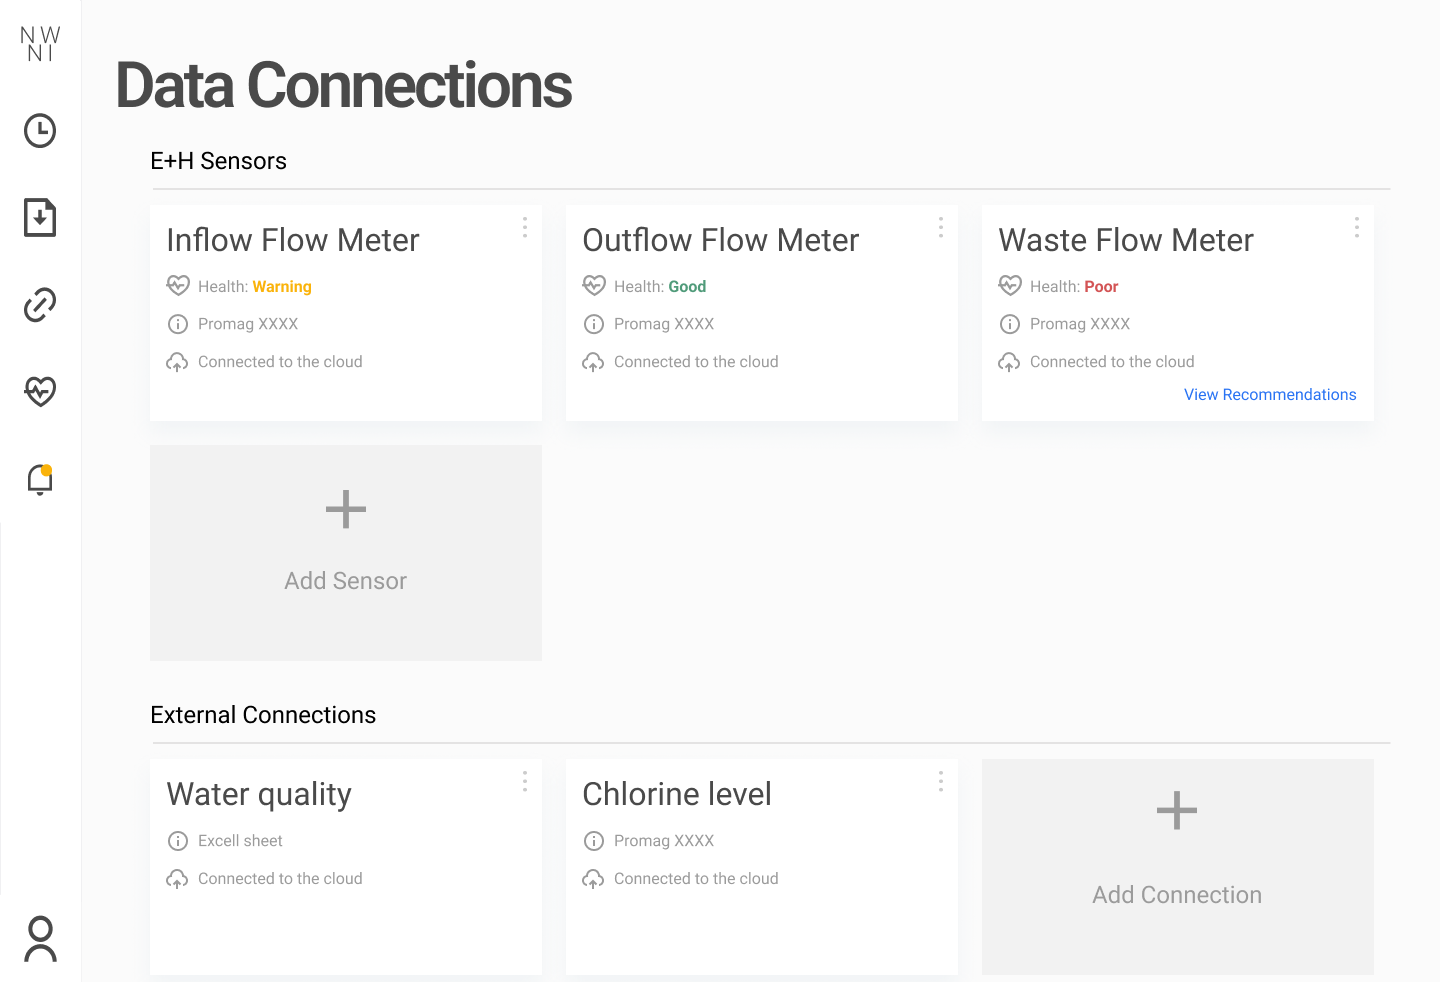 NW
NI
Data Connections
E+H Sensors
Inflow Flow Meter
Health: Warning
Promag XXXX
Connected to the cloud
Outflow Flow Meter
Health: Good
Promag XXXX
Connected to the cloud
Waste Flow Meter
Health: Poor
Promag XXXX
Connected to the cloud
View Recommendations
Add Sensor
External Connections
Water quality
Excell sheet
Connected to the cloud
Chlorine level
Promag XXXX
Connected to the cloud
Add Connection